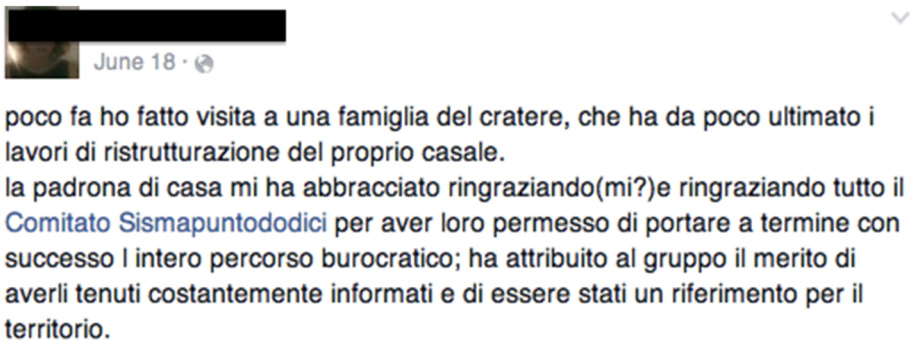 June 18 ·
poco fa ho fatto visita a una famiglia del cratere, che ha da poco ultimato i
lavori di ristrutturazione del proprio casale.
la padrona di casa mi ha abbracciato ringraziando(mi?)e ringraziando tutto il
Comitato Sismapuntododici per aver loro permesso di portare a termine con
successo l intero percorso burocratico; ha attribuito al gruppo il merito di
averli tenuti costantemente informati e di essere stati un riferimento per il
territorio.